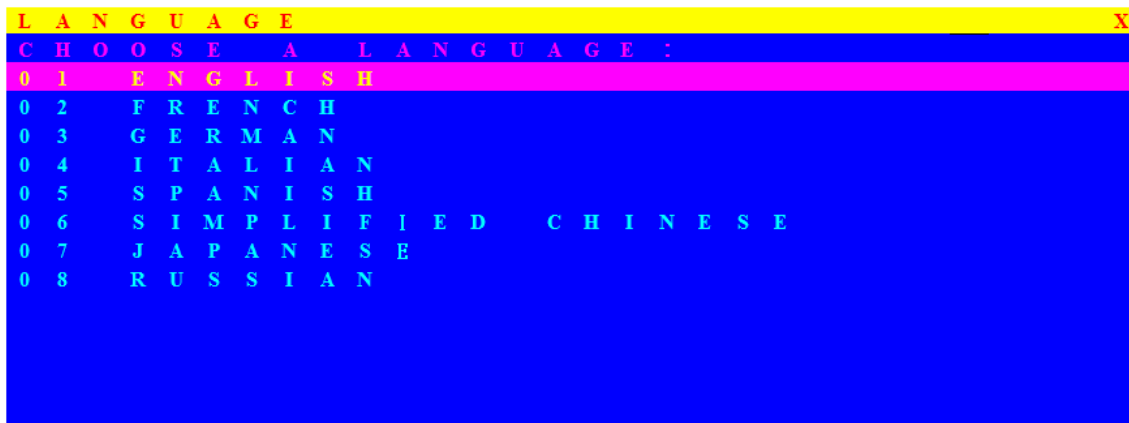 LANGUAGE X
CHOOSE A LANGUAGE:
01 ENGLISH
02 FRENCH
03 GERMAN
04 ITALIAN
05 SPANISH
06 SIMPLIFIED CHINESE
07 JAPANESE
08 RUSSIAN